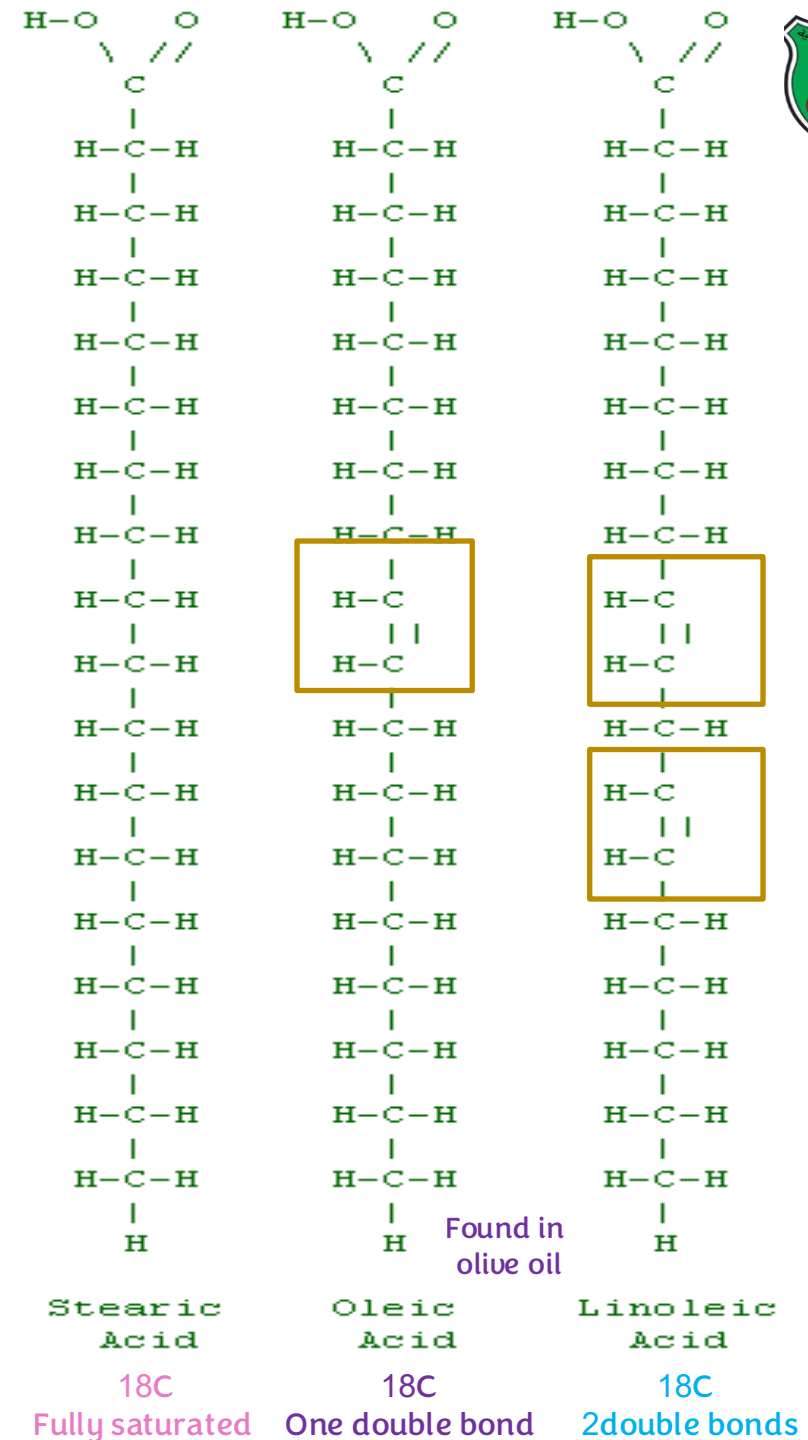 H-O O H-O O H-O O
C C C
H-C-H H-C-H H-C-H
H-C-H H-C-H H-C-H
H-C-H H-C-H H-C-H
H-C-H H-C-H H-C-H
H-C-H H-C-H H-C-H
H-C-H H-C-H H-C-H
H-C-H H-C-H H-C-H
H-C-H H-C H-C
H-C-H H-C H-C
H-C-H H-C-H H-C-H
H-C-H H-C-H H-C
H-C-H H-C-H H-C
H-C-H H-C-H H-C-H
H-C-H H-C-H H-C-H
H-C-H H-C-H H-C-H
H-C-H H-C-H H-C-H
H-C-H H-C-H H-C-H
H H H
Found in
olive oil
Stearic Oleic Linoleic
Acid Acid Acid
18C 18C 18C
Fully saturated One double bond 2double bonds